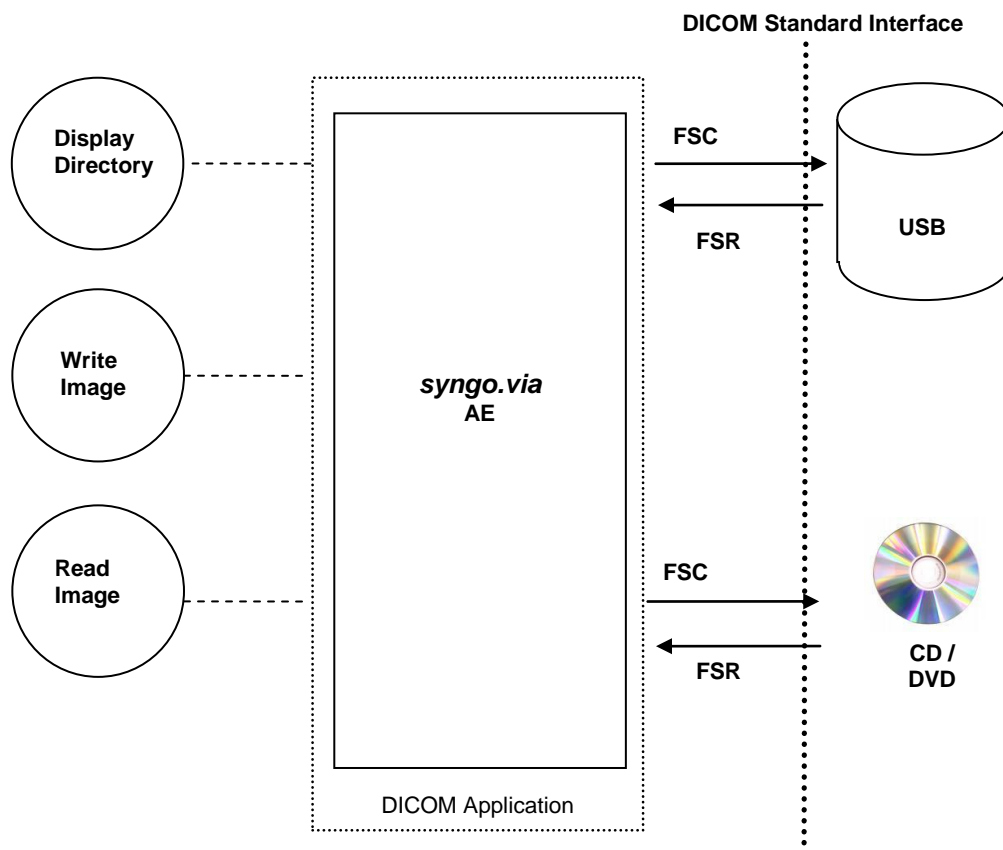 DICOM Standard Interface
Display
Directory
FSC
FSR
USB
Write
Image
syngo.via
AE
Read
Image
FSC
FSR
CD /
DVD
DICOM Application